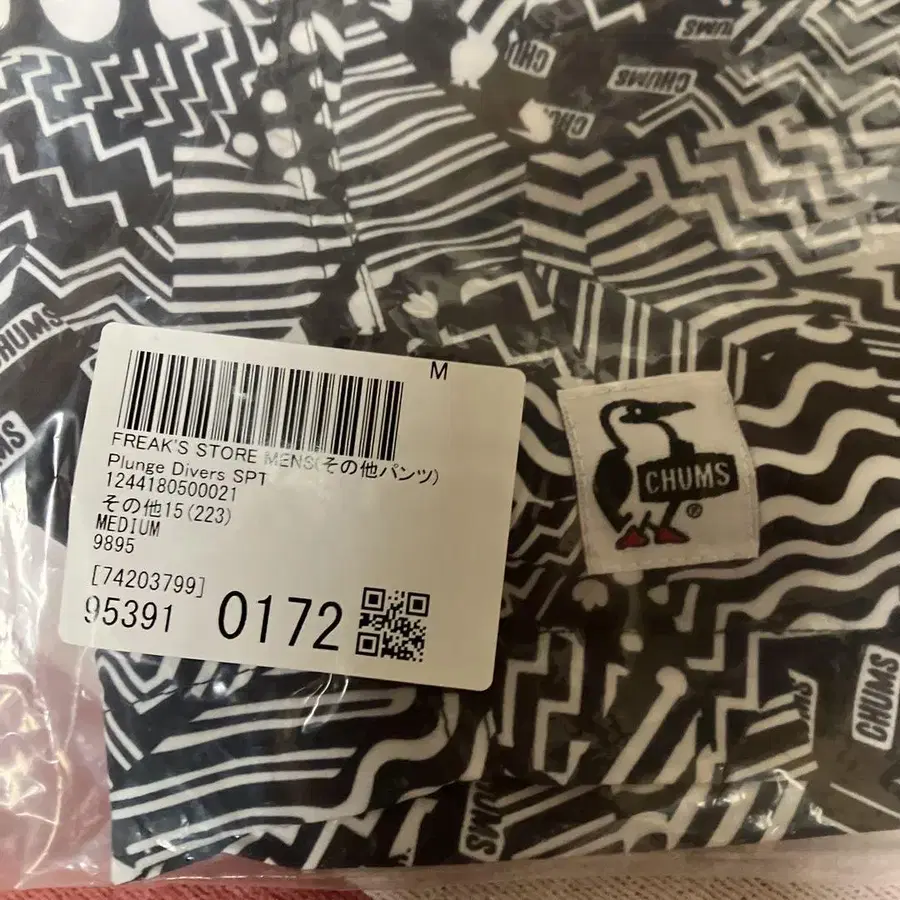 CHUMS
CHUMS
CHUMS
M
FREAK'S STORE MENS(その他パンツ)
Plunge Divers SPT
1244180500021
その他15(223)
MEDIUM
9895
[74203799]
95391 0172
CHUMS
®
CHUMS